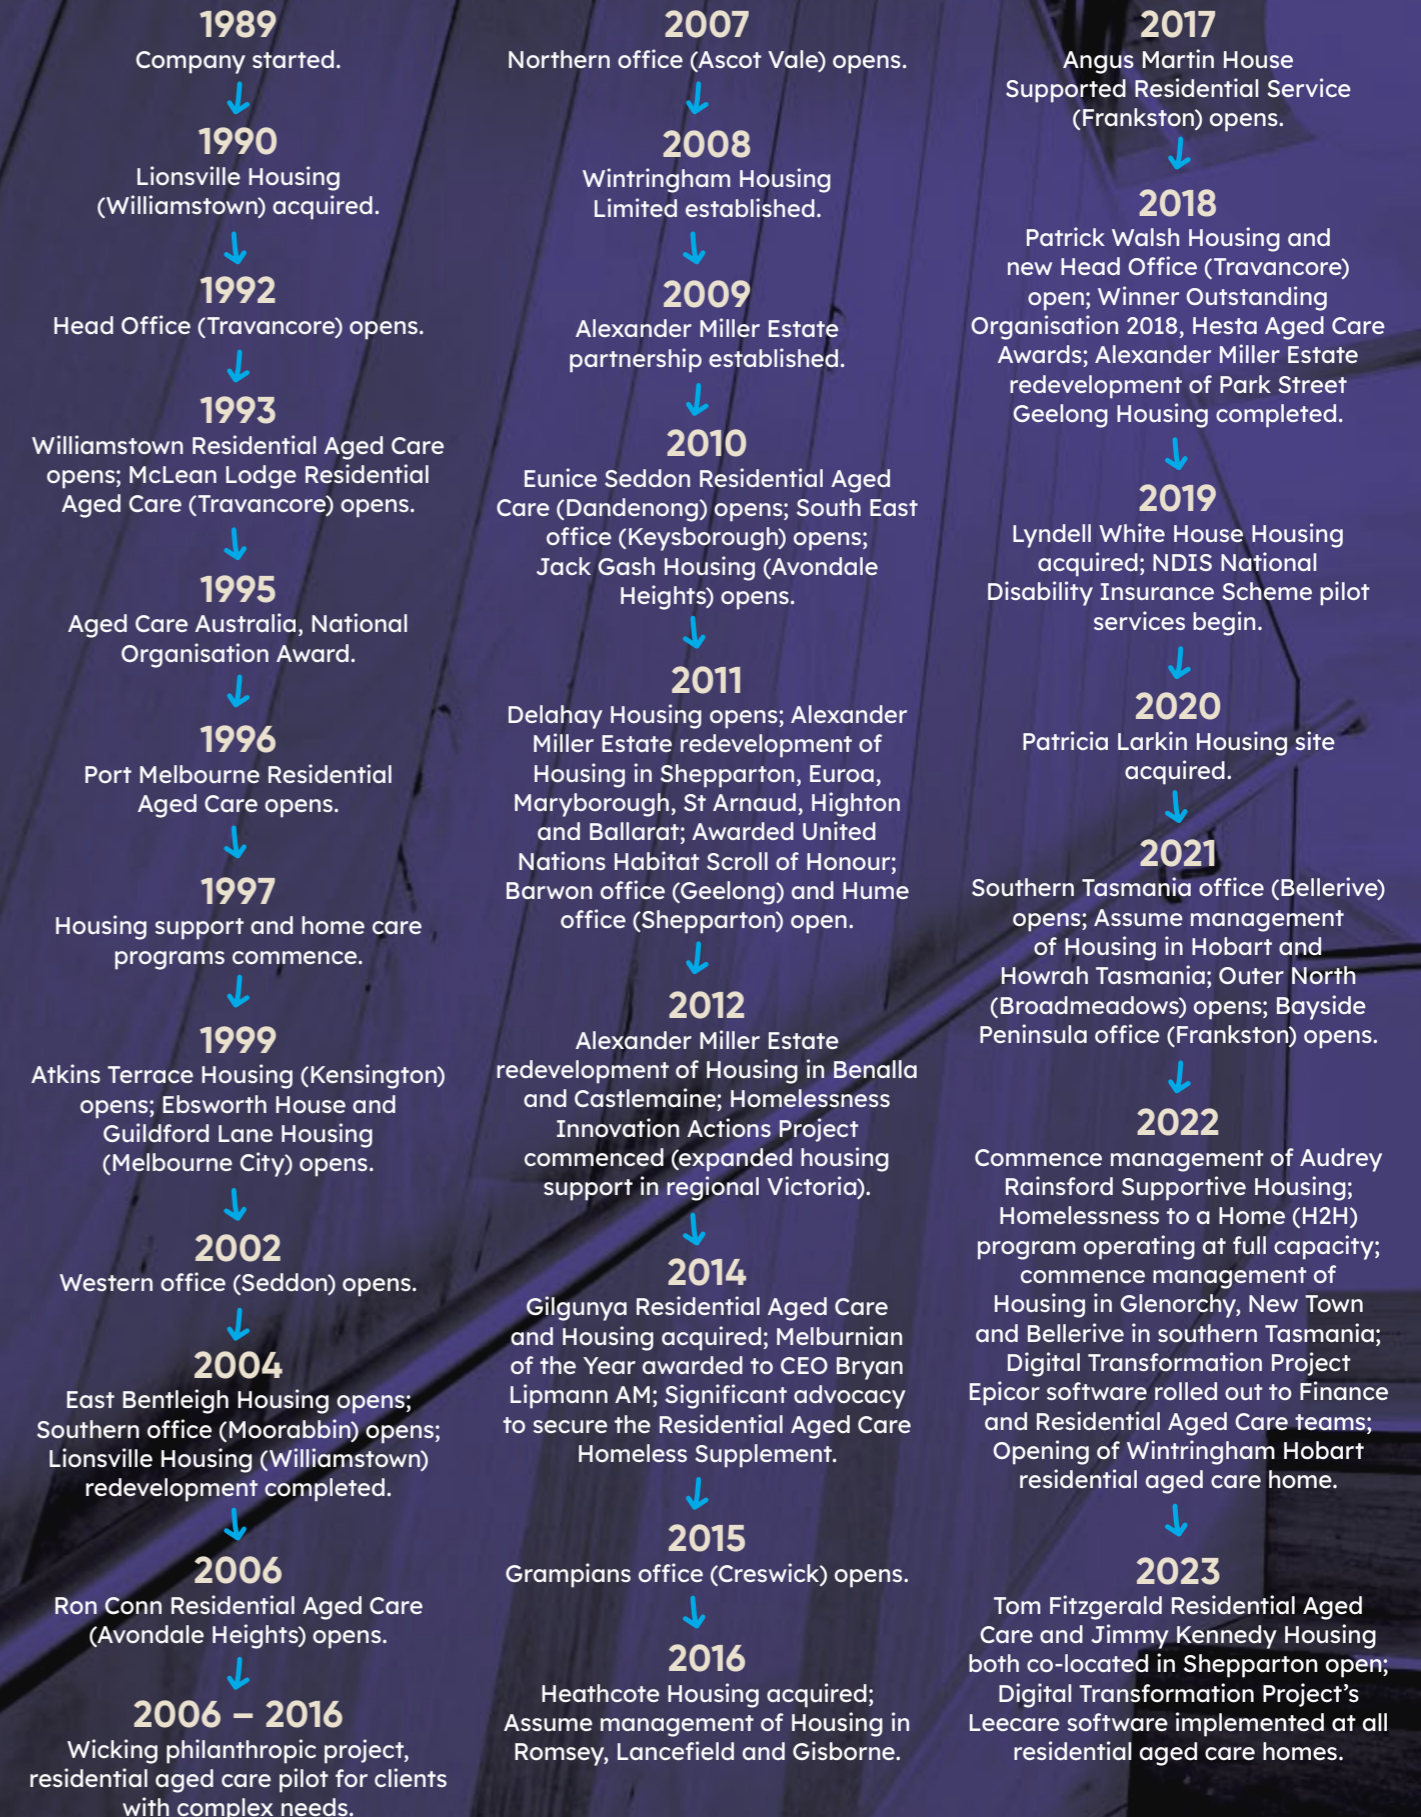 1989
Company started.
1990
Lionsville Housing
(Williamstown) acquired.
1992
Head Office (Travancore) opens.
1993
Williamstown Residential Aged Care
opens; McLean Lodge Residential
Aged Care (Travancore) opens.
1995
Aged Care Australia, National
Organisation Award.
1996
Port Melbourne Residential
Aged Care opens.
1997
Housing support and home care
programs commence.
1999
Atkins Terrace Housing (Kensington)
opens; Ebsworth House and
Guildford Lane Housing
(Melbourne City) opens.
2002
Western office (Seddon) opens.
2004
East Bentleigh Housing opens;
Southern office (Moorabbin) opens;
Lionsville Housing (Williamstown)
redevelopment completed.
2006
Ron Conn Residential Aged Care
(Avondale Heights) opens.
2006 – 2016
Wicking philanthropic project,
residential aged care pilot for clients
with complex needs.
2007
Northern office (Ascot Vale) opens.
2008
Wintringham Housing
Limited established.
2009
Alexander Miller Estate
partnership established.
2010
Eunice Seddon Residential Aged
Care (Dandenong) opens; South East
office (Keysborough) opens;
Jack Gash Housing (Avondale
Heights) opens.
2011
Delahay Housing opens; Alexander
Miller Estate redevelopment of
Housing in Shepparton, Euroa,
Maryborough, St Arnaud, Highton
and Ballarat; Awarded United
Nations Habitat Scroll of Honour;
Barwon office (Geelong) and Hume
office (Shepparton) open.
2012
Alexander Miller Estate
redevelopment of Housing in Benalla
and Castlemaine; Homelessness
Innovation Actions Project
commenced (expanded housing
support in regional Victoria).
2014
Gilgunya Residential Aged Care
and Housing acquired; Melburnian
of the Year awarded to CEO Bryan
Lipmann AM; Significant advocacy
to secure the Residential Aged Care
Homeless Supplement.
2015
Grampians office (Creswick) opens.
2016
Heathcote Housing acquired;
Assume management of Housing in
Romsey, Lancefield and Gisborne.
2017
Angus Martin House
Supported Residential Service
(Frankston) opens.
2018
Patrick Walsh Housing and
new Head Office (Travancore)
open; Winner Outstanding
Organisation 2018, Hesta Aged Care
Awards; Alexander Miller Estate
redevelopment of Park Street
Geelong Housing completed.
2019
Lyndell White House Housing
acquired; NDIS National
Disability Insurance Scheme pilot
services begin.
2020
Patricia Larkin Housing site
acquired.
2021
Southern Tasmania office (Bellerive)
opens; Assume management
of Housing in Hobart and
Howrah Tasmania; Outer North
(Broadmeadows) opens; Bayside
Peninsula office (Frankston) opens.
2022
Commence management of Audrey
Rainsford Supportive Housing;
Homelessness to a Home (H2H)
program operating at full capacity;
commence management of
Housing in Glenorchy, New Town
and Bellerive in southern Tasmania;
Digital Transformation Project
Epicor software rolled out to Finance
and Residential Aged Care teams;
Opening of Wintringham Hobart
residential aged care home.
2023
Tom Fitzgerald Residential Aged
Care and Jimmy Kennedy Housing
both co-located in Shepparton open;
Digital Transformation Project’s
Leecare software implemented at all
residential aged care homes.